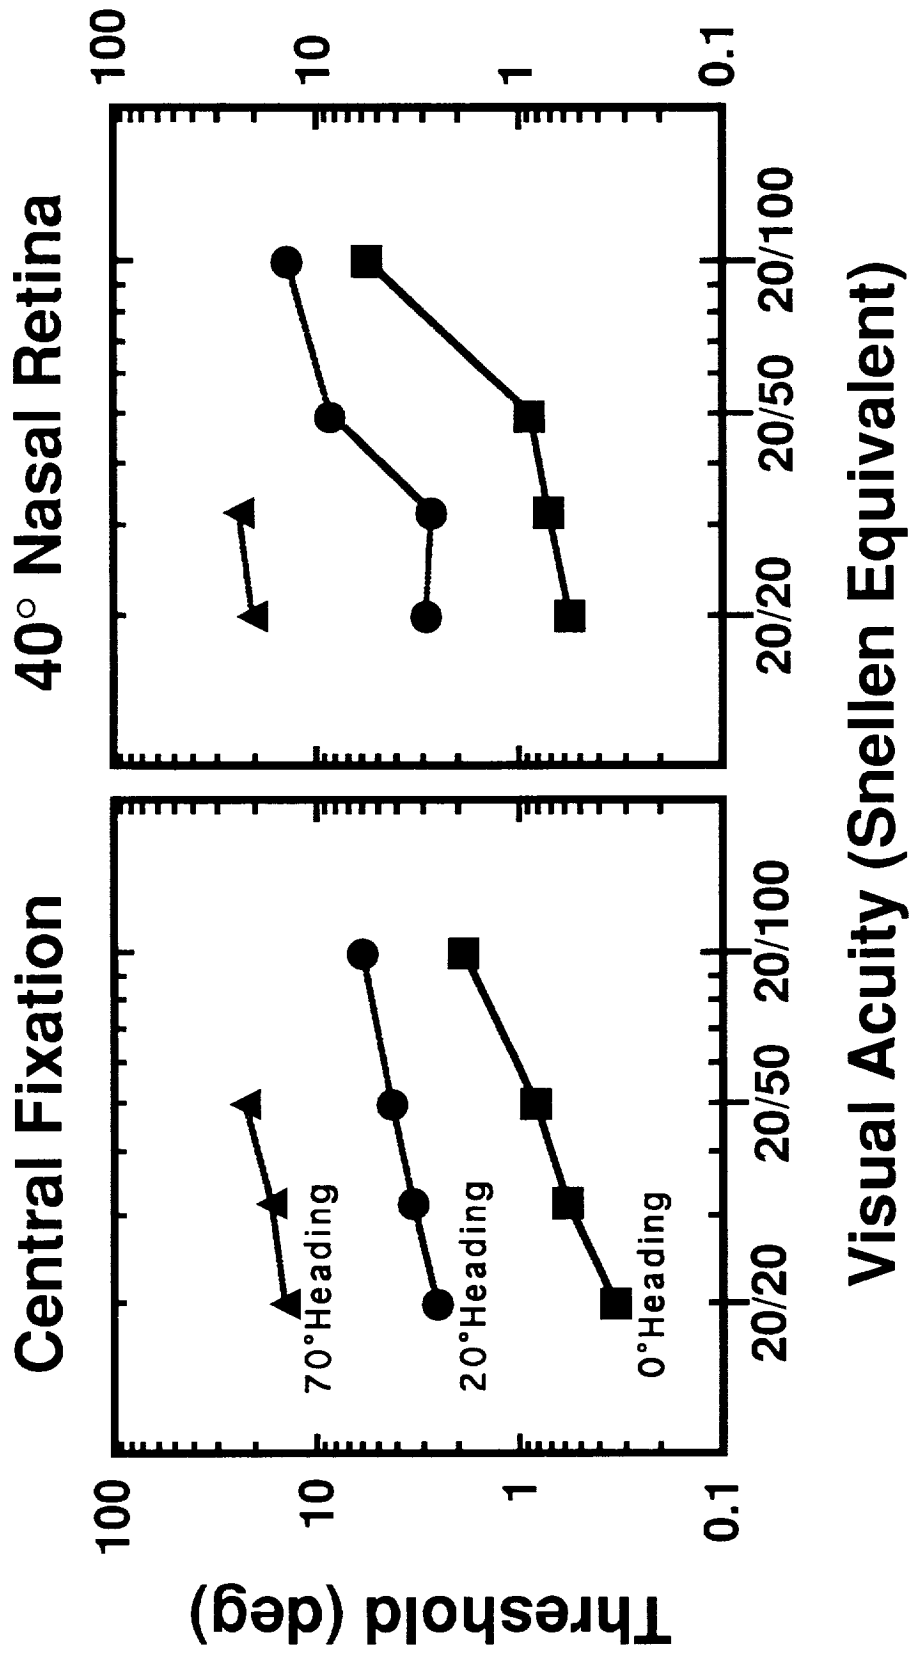 Central Fixation
40° Nasal Retina
Threshold (deg)
100
10
1
0.1
70°Heading
20°Heading
0°Heading
20/20
20/50
20/100
20/20
20/50
20/100
100
10
1
0.1
Visual Acuity (Snellen Equivalent)